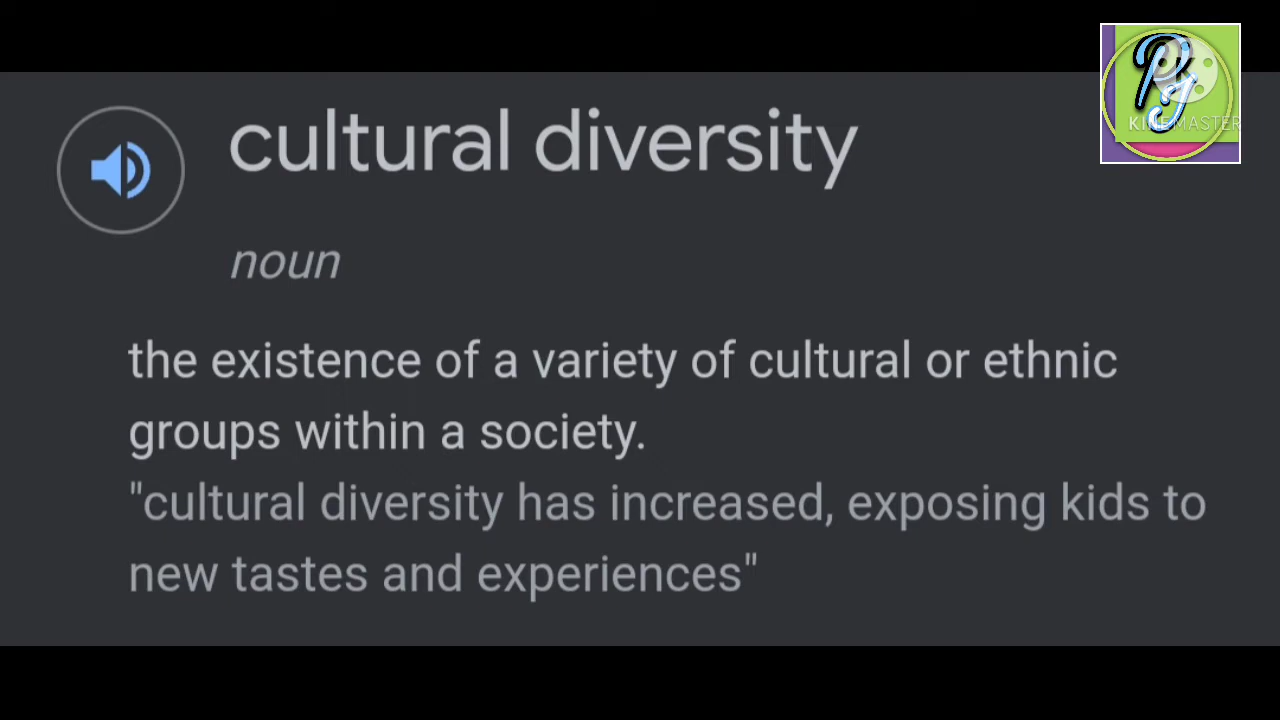 cultural diversity
noun
the existence of a variety of cultural or ethnic
groups within a society.
"cultural diversity has increased, exposing kids to
new tastes and experiences"
KINEMASTER